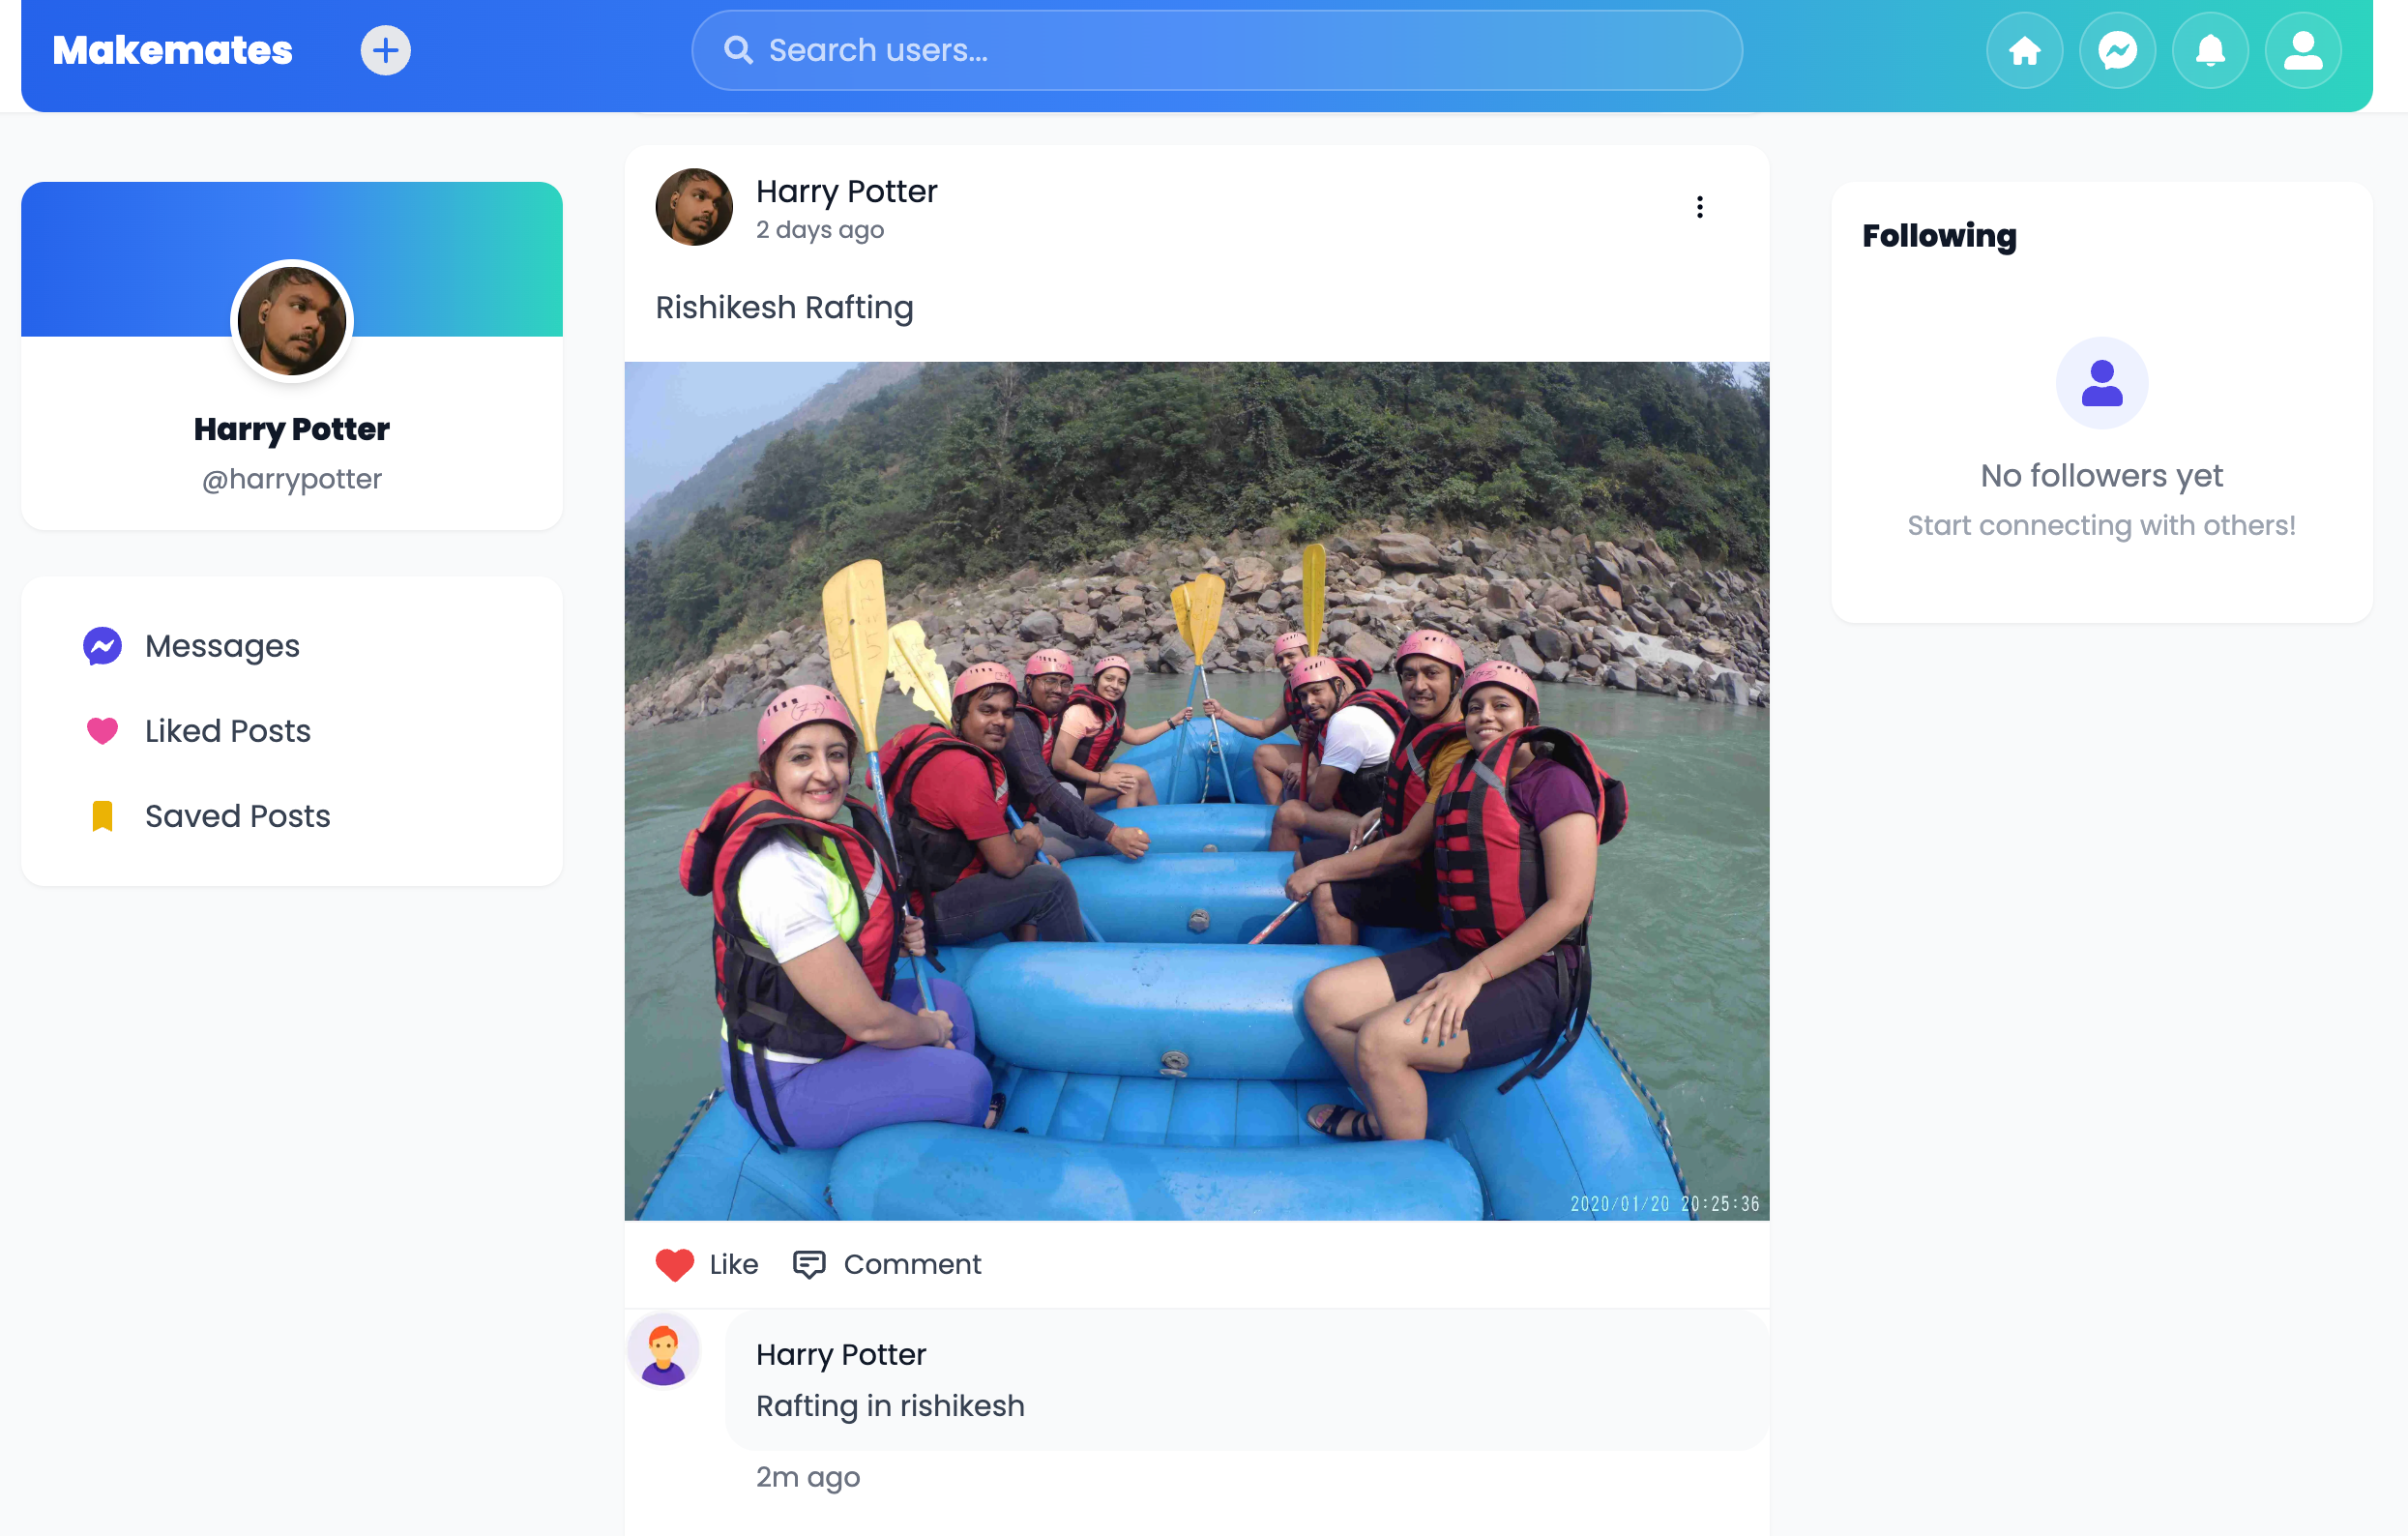 Makemates
Search users...
Harry Potter
@harrypotter
Messages
Liked Posts
Saved Posts
Harry Potter
2 days ago
Rishikesh Rafting
(77)
2020/01/20 20:25:36
Like
Comment
Harry Potter
Rafting in rishikesh
2m ago
Following
No followers yet
Start connecting with others!